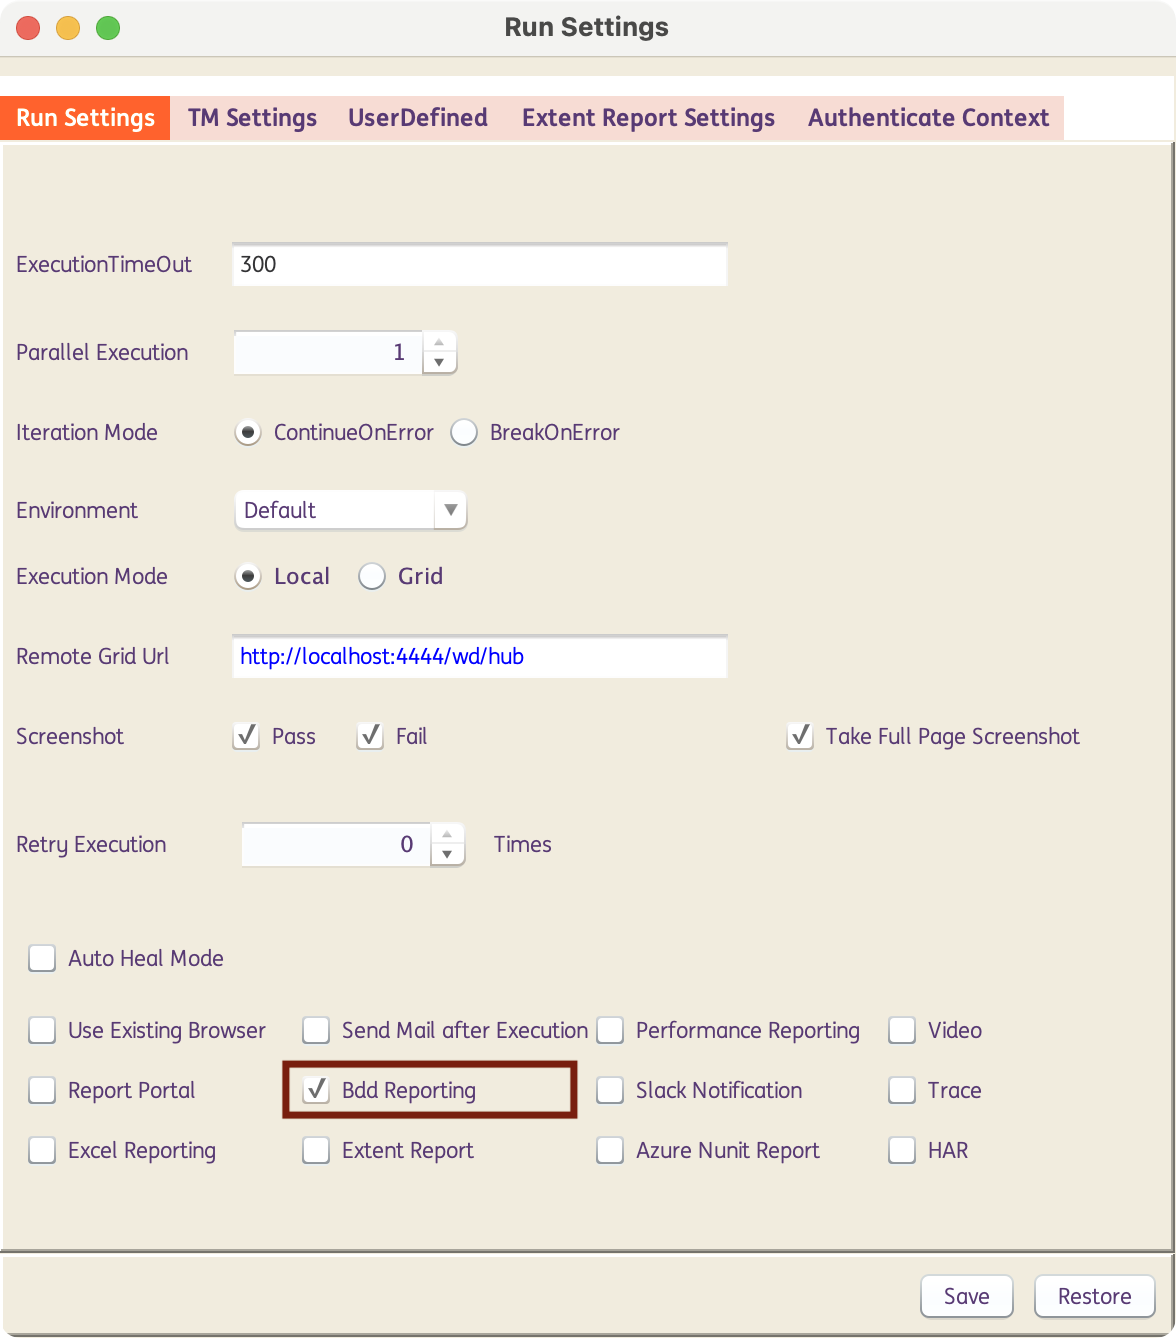 Run Settings
Run Settings TM Settings UserDefined Extent Report Settings Authenticate Context
ExecutionTimeOut 300
Parallel Execution 1
Iteration Mode ContinueOnError BreakOnError
Environment Default
Execution Mode Local Grid
Remote Grid Url http://localhost:4444/wd/hub
Screenshot Pass Fail Take Full Page Screenshot
Retry Execution 0 Times
Auto Heal Mode
Use Existing Browser Send Mail after Execution Performance Reporting Video
Report Portal Bdd Reporting Slack Notification Trace
Excel Reporting Extent Report Azure Nunit Report HAR
Save Restore